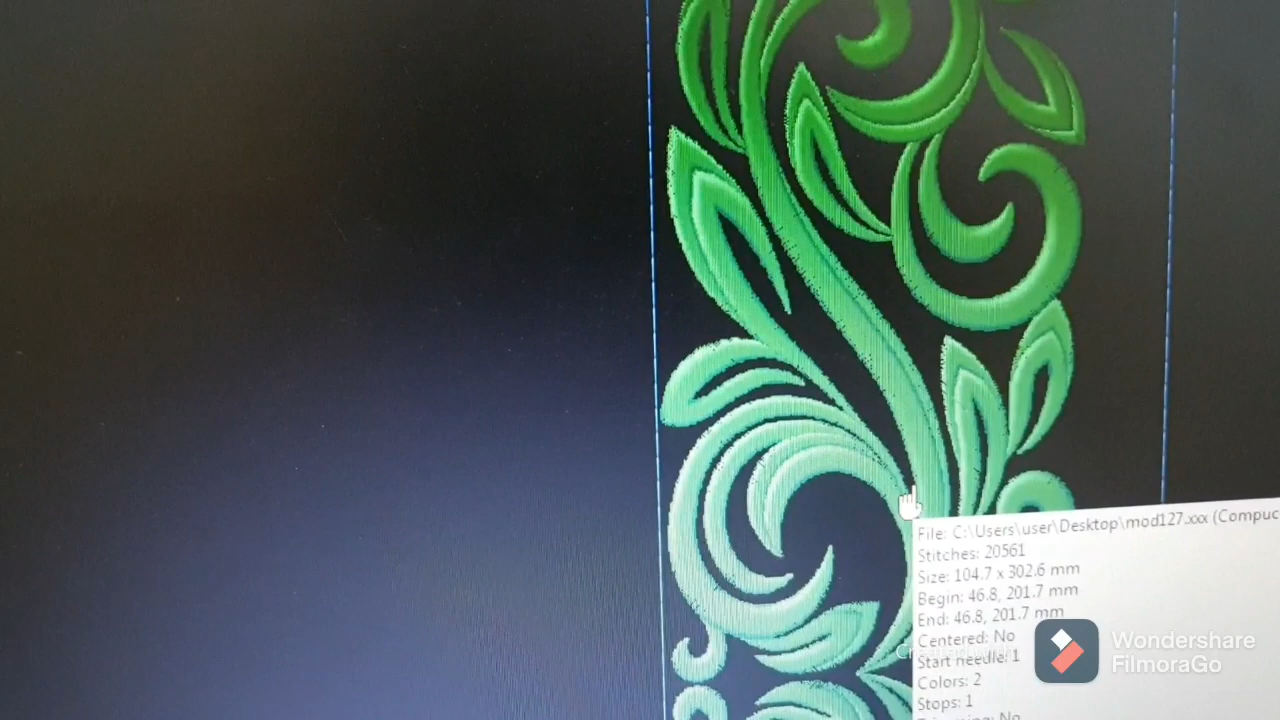 File: C:\Users\user\Desktop\mod127.xxx (Compuc
Stitches: 20561
Size: 104.7 x 302.6 mm
Begin: 46.8, 201.7 mm
End: 46.8, 201.7 mm
Centered: No
Start needle: 1
Colors: 2
Stops: 1
Trimming: No
Wondershare
FilmoraGo